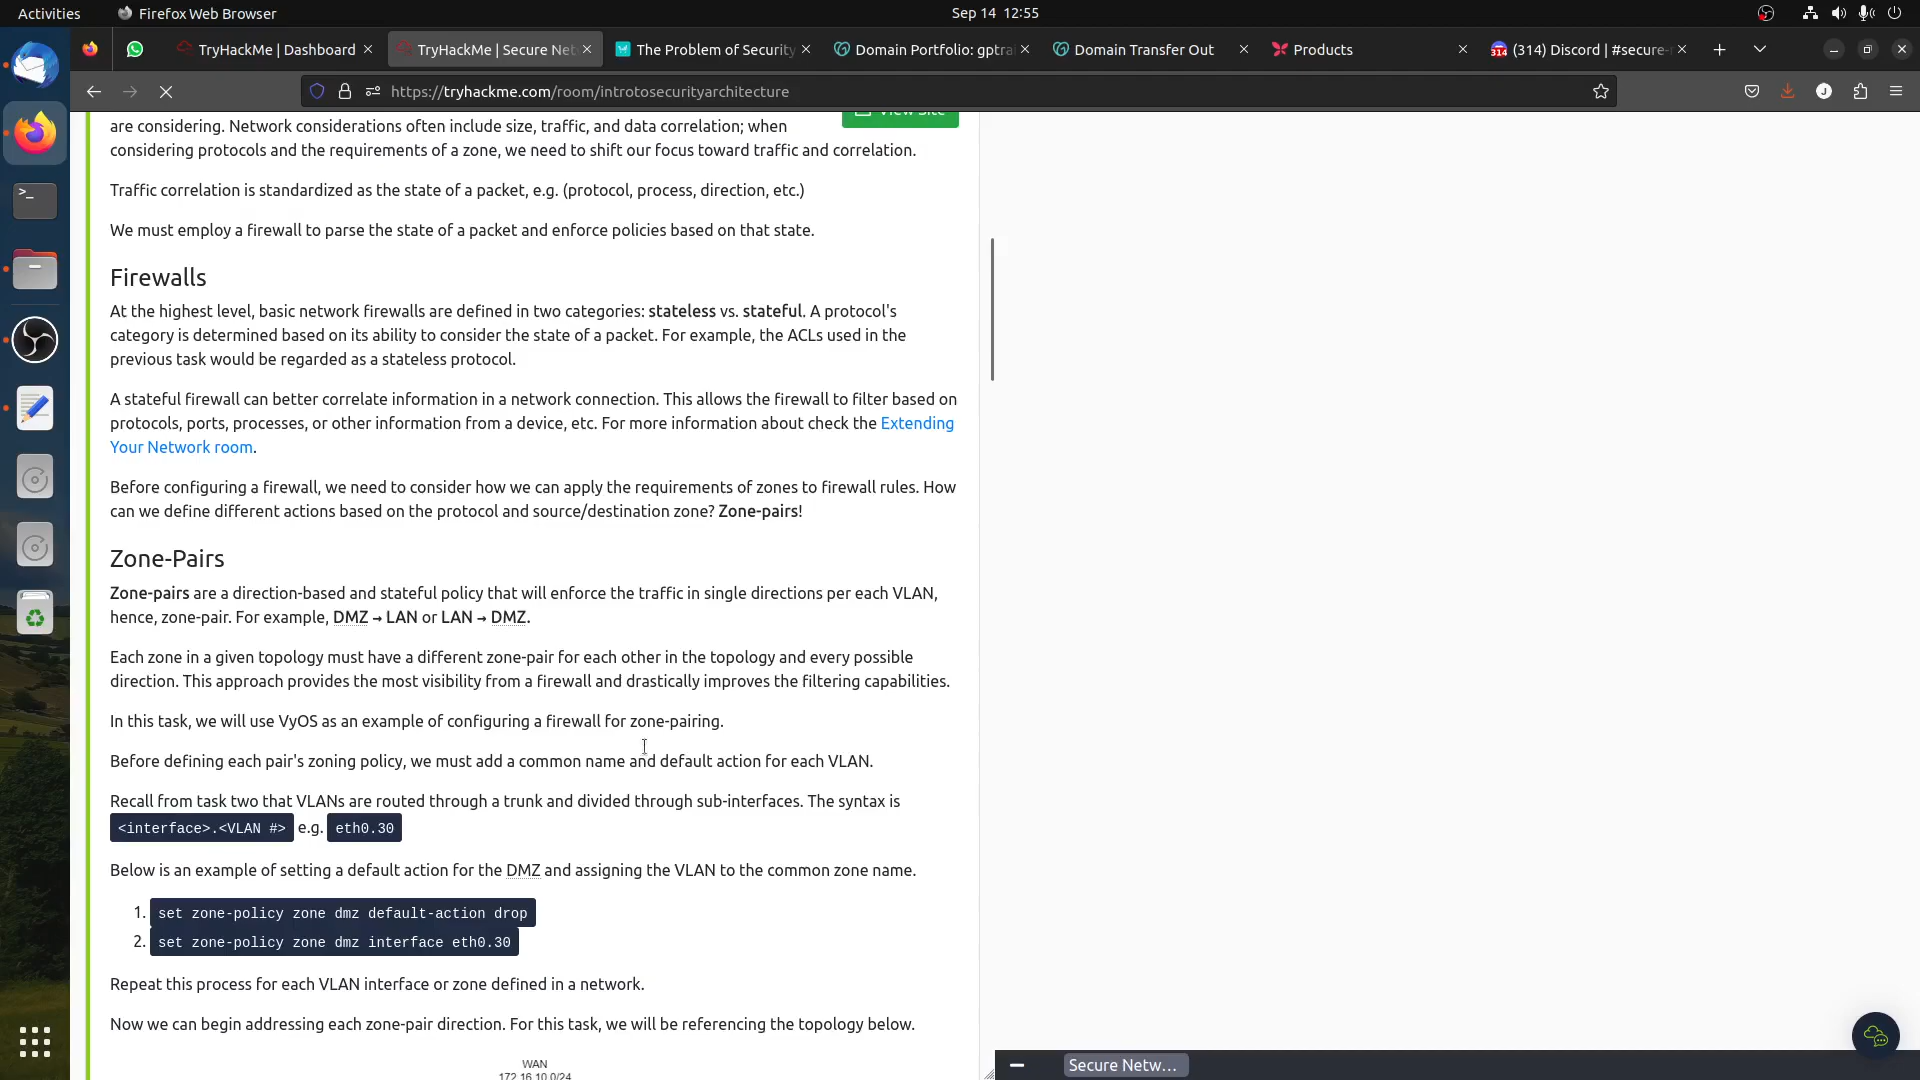 Activities
Firefox Web Browser
Sep 14 12:55
TryHackMe | Dashboard
TryHackMe | Secure Net
The Problem of Security
Domain Portfolio: gptra
Domain Transfer Out
Products
(314) Discord | #secure-
https://tryhackme.com/room/introtosecurityarchitecture
are considering. Network considerations often include size, traffic, and data correlation; when
View Site
considering protocols and the requirements of a zone, we need to shift our focus toward traffic and correlation.
Traffic correlation is standardized as the state of a packet, e.g. (protocol, process, direction, etc.)
We must employ a firewall to parse the state of a packet and enforce policies based on that state.
Firewalls
At the highest level, basic network firewalls are defined in two categories: stateless vs. stateful. A protocol's
category is determined based on its ability to consider the state of a packet. For example, the ACLs used in the
previous task would be regarded as a stateless protocol.
A stateful firewall can better correlate information in a network connection. This allows the firewall to filter based on
protocols, ports, processes, or other information from a device, etc. For more information about check the Extending
Your Network room.
Before configuring a firewall, we need to consider how we can apply the requirements of zones to firewall rules. How
can we define different actions based on the protocol and source/destination zone? Zone-pairs!
Zone-Pairs
Zone-pairs are a direction-based and stateful policy that will enforce the traffic in single directions per each VLAN,
hence, zone-pair. For example, DMZ → LAN or LAN → DMZ.
Each zone in a given topology must have a different zone-pair for each other in the topology and every possible
direction. This approach provides the most visibility from a firewall and drastically improves the filtering capabilities.
In this task, we will use VyOS as an example of configuring a firewall for zone-pairing.
Before defining each pair's zoning policy, we must add a common name and default action for each VLAN.
Recall from task two that VLANs are routed through a trunk and divided through sub-interfaces. The syntax is
<interface>.<VLAN #> e.g. eth0.30
Below is an example of setting a default action for the DMZ and assigning the VLAN to the common zone name.
1. set zone-policy zone dmz default-action drop
2. set zone-policy zone dmz interface eth0.30
Repeat this process for each VLAN interface or zone defined in a network.
Now we can begin addressing each zone-pair direction. For this task, we will be referencing the topology below.
WAN
172.16.10.0/24
Secure Netw...